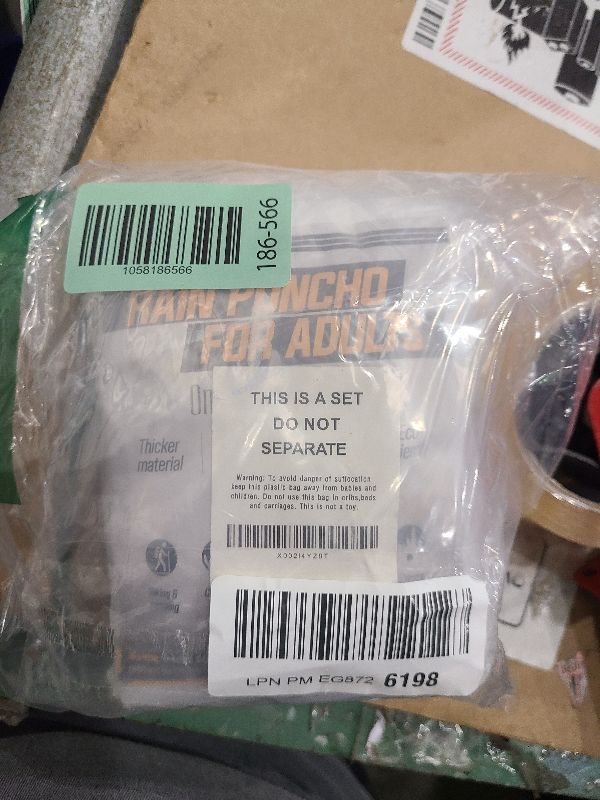 1058186566
186-566
RAIN PONCHO
FOR ADULTS
Thicker
material
THIS IS A SET
DO NOT
SEPARATE
Warning: To avoid danger of suffocation
keep this plastic bag away from babies and
children. Do not use this bag in cribs,beds
and carriages. This is not a toy.
LPN PM EG872 6198